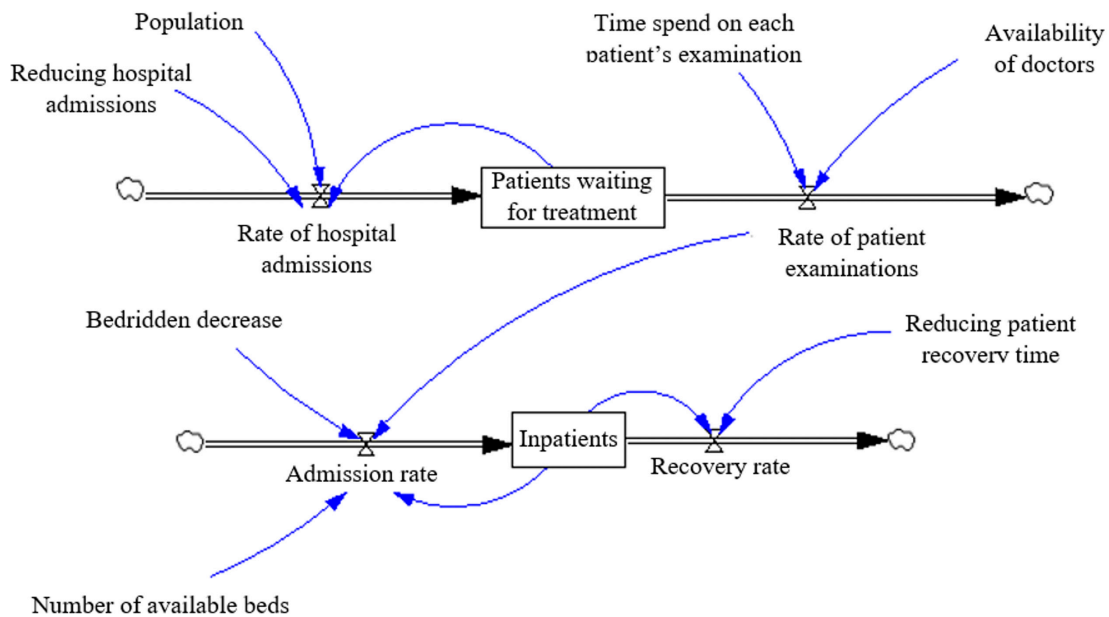 Population
Reducing hospital
admissions
Time spend on each
patient's examination
Availability
of doctors
Patients waiting
for treatment
Rate of hospital
admissions
Rate of patient
examinations
Bedridden decrease
Reducing patient
recovery time
Inpatients
Admission rate
Recovery rate
Number of available beds